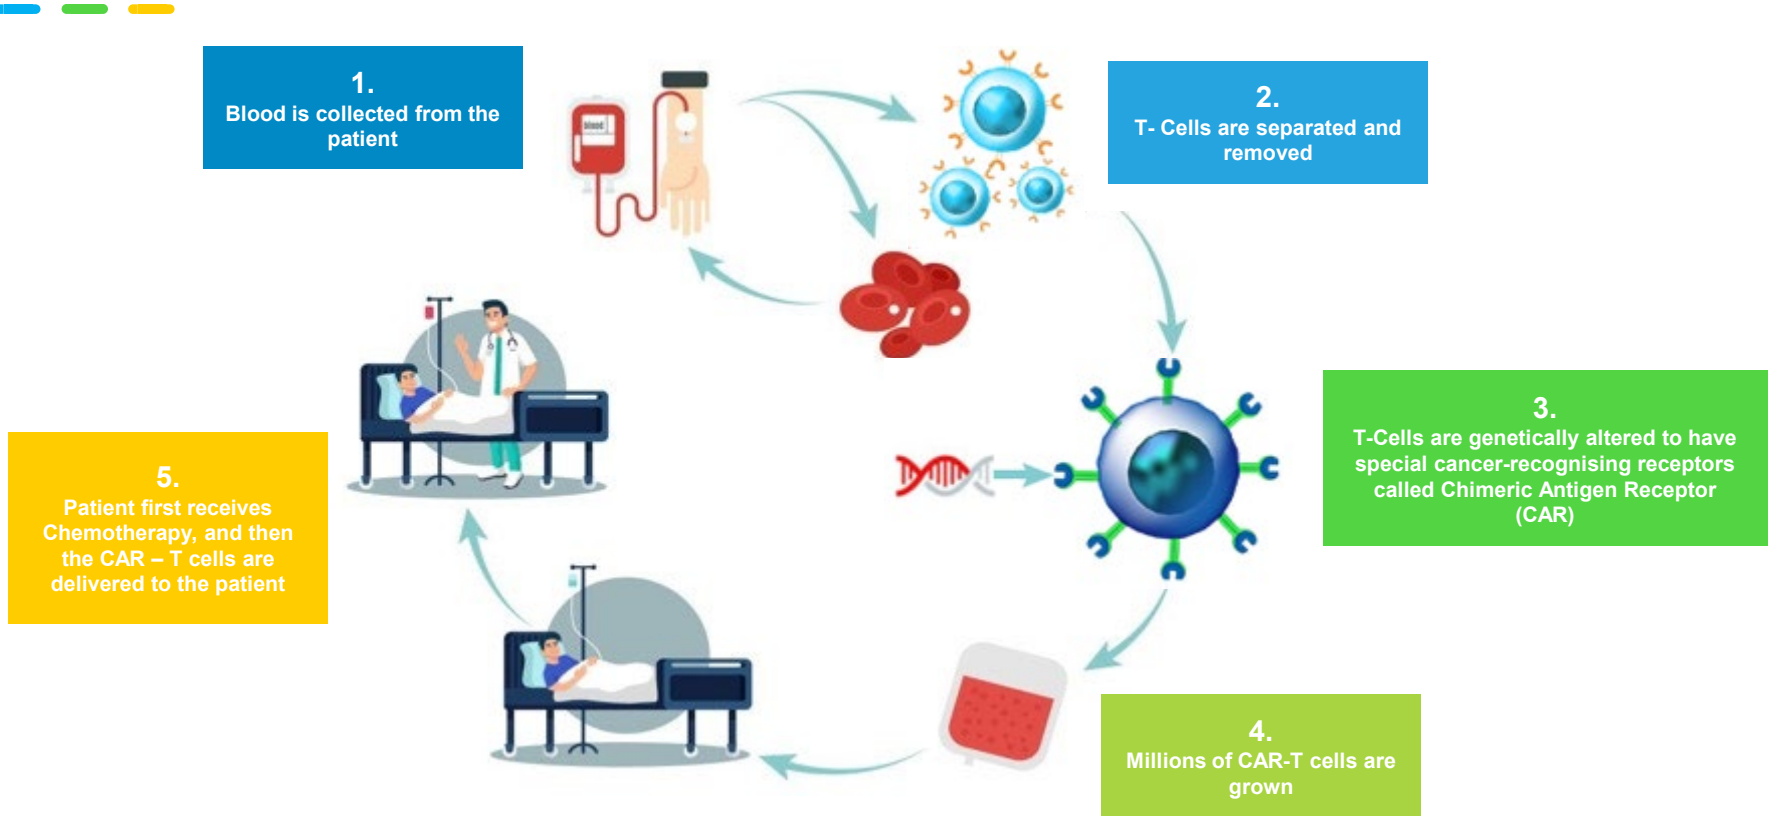 1.
Blood is collected from the
patient
blood
2.
T- Cells are separated and
removed
3.
T-Cells are genetically altered to have
special cancer-recognising receptors
called Chimeric Antigen Receptor
(CAR)
4.
Millions of CAR-T cells are
grown
5.
Patient first receives
Chemotherapy, and then
the CAR – T cells are
delivered to the patient